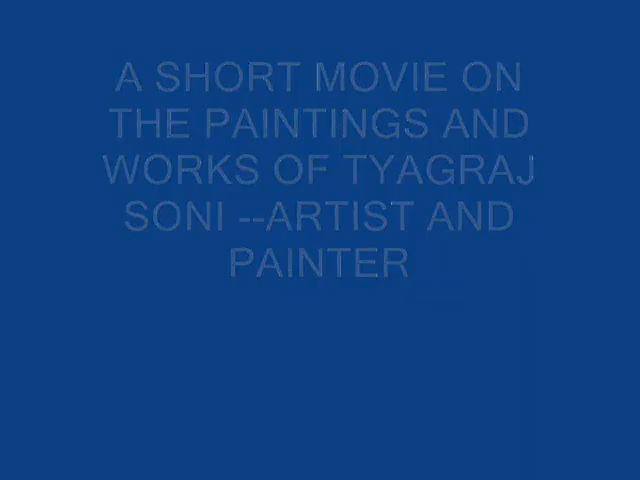 A SHORT MOVIE ON
THE PAINTINGS AND
WORKS OF TYAGRAJ
SONI --ARTIST AND
PAINTER